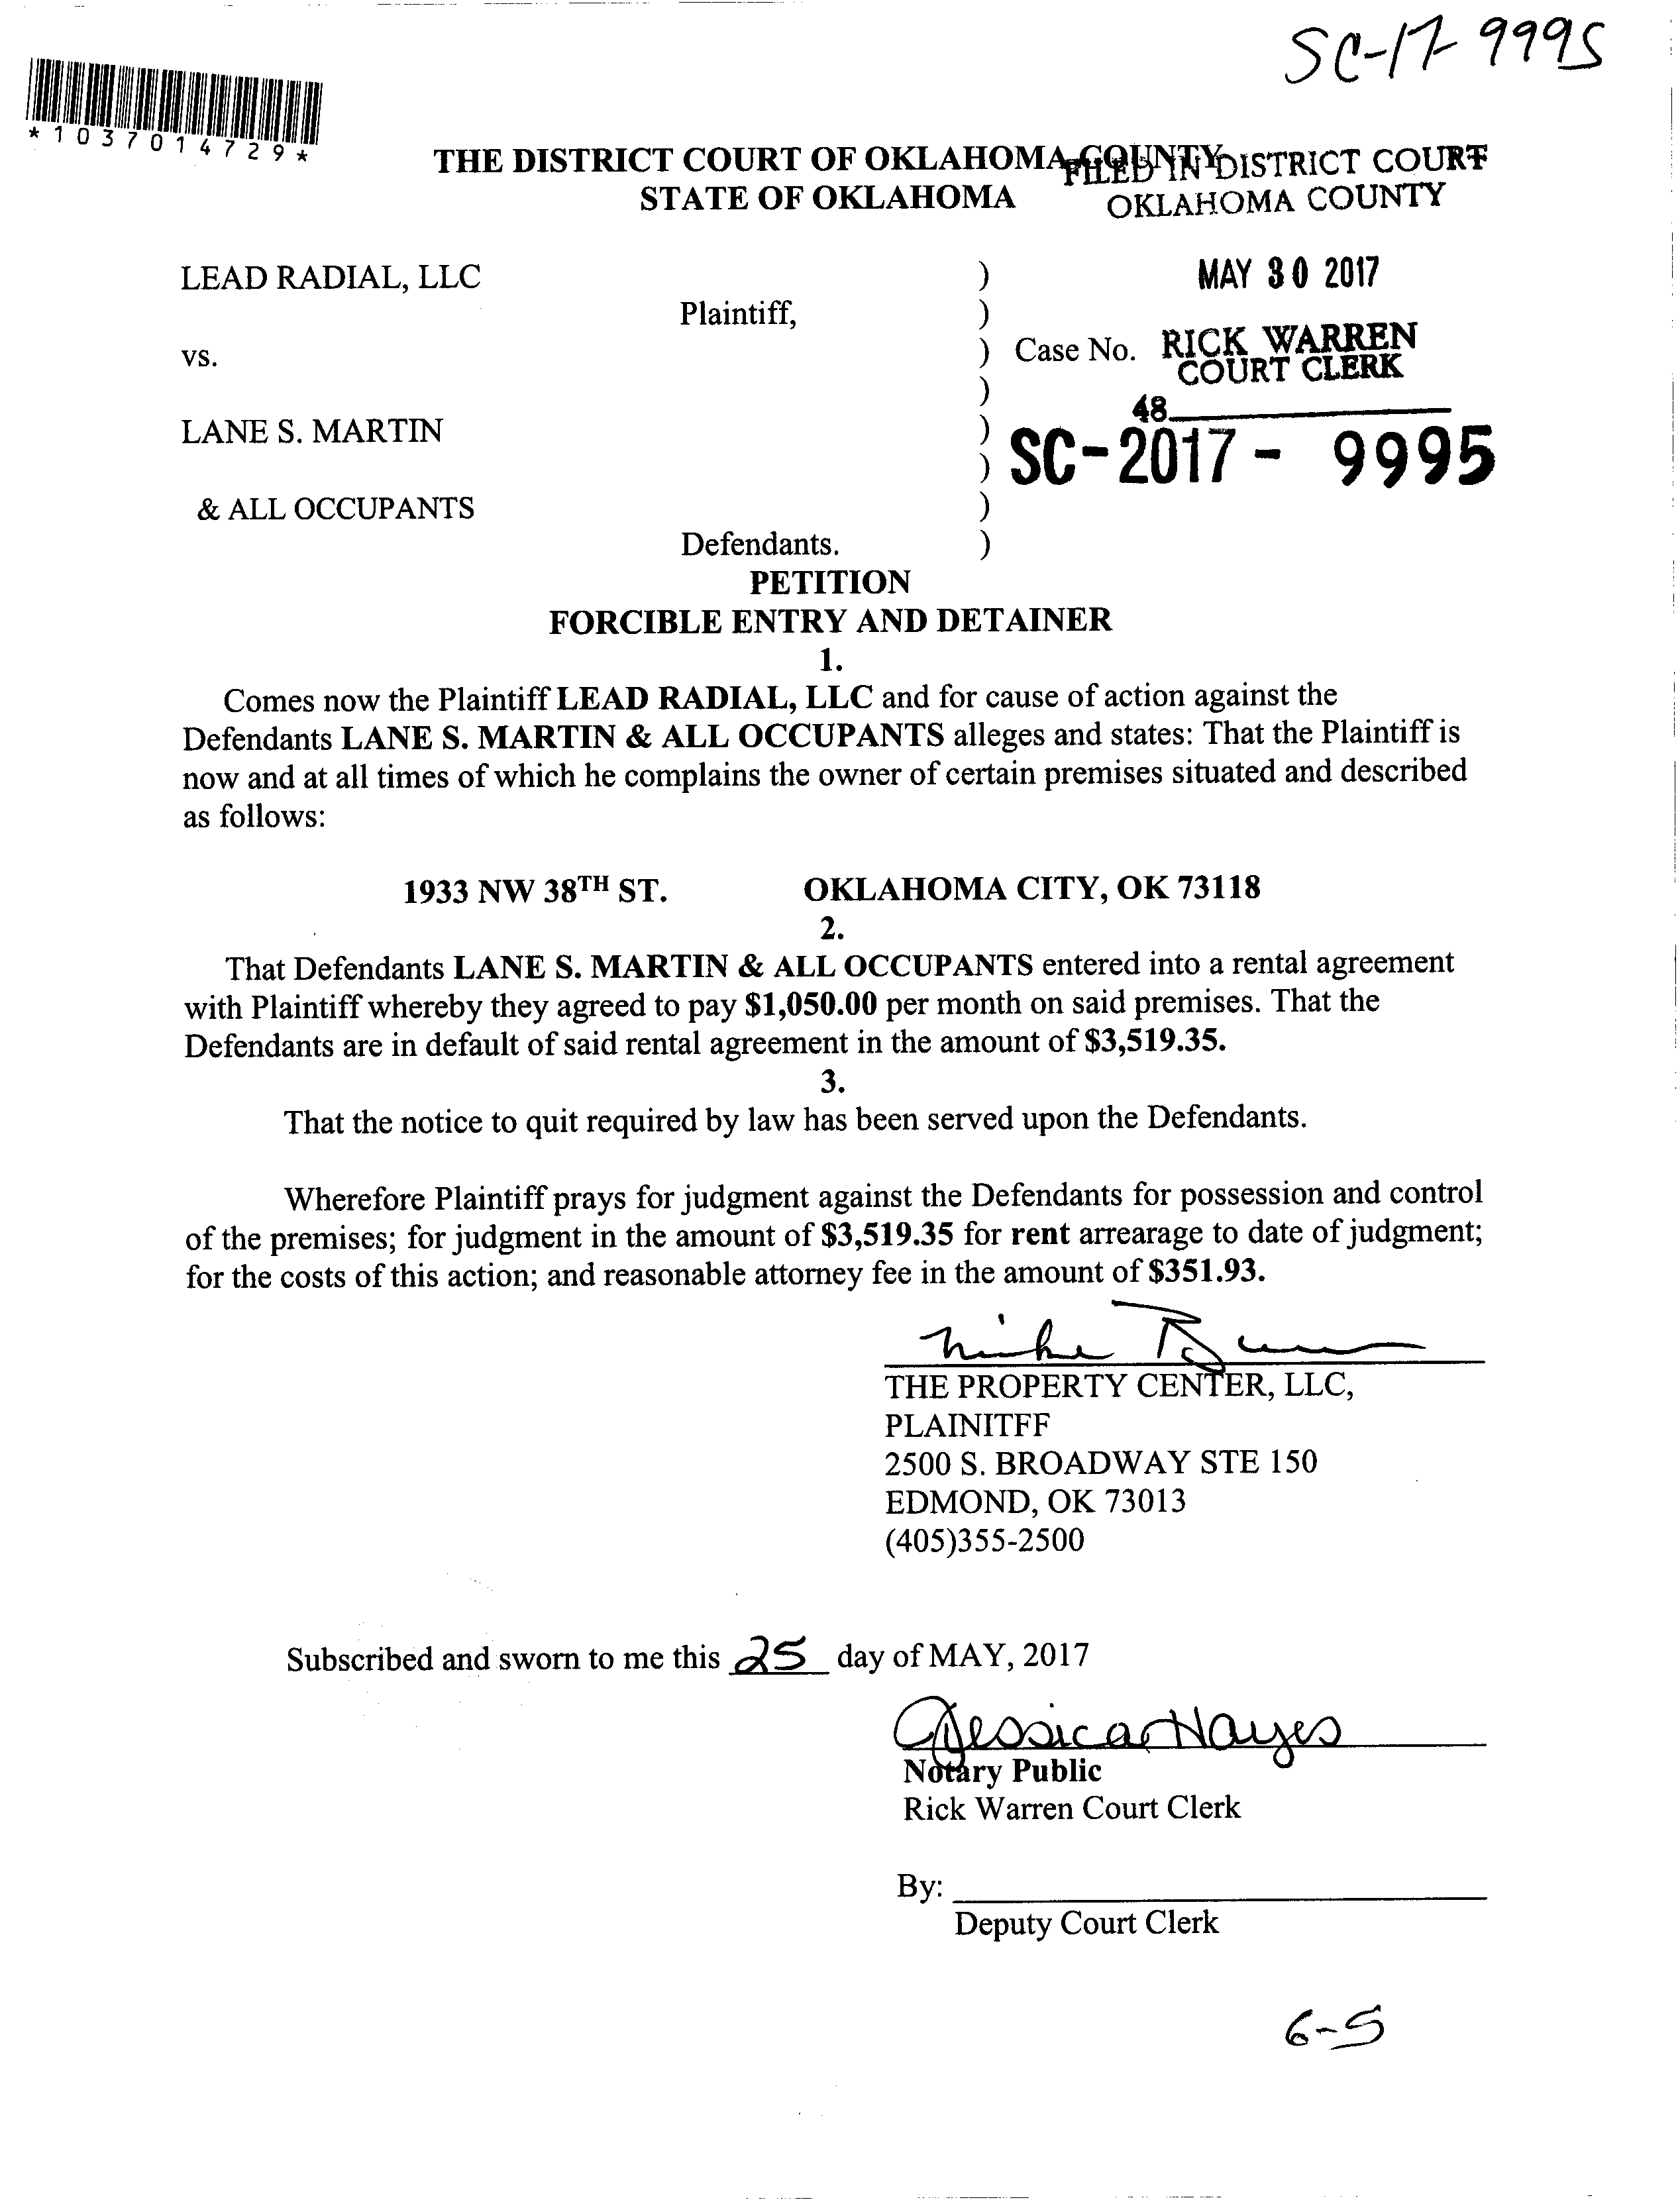 SC-17-9995
*1037014729*
THE DISTRICT COURT OF OKLAHOMA COUNTY
STATE OF OKLAHOMA
FILED IN DISTRICT COURT
OKLAHOMA COUNTY
LEAD RADIAL, LLC )
MAY 30 2017
Plaintiff, )
vs. ) Case No.
RICK WARREN
COURT CLERK
)
48
LANE S. MARTIN )
) SC-2017- 9995
& ALL OCCUPANTS )
Defendants. )
PETITION
FORCIBLE ENTRY AND DETAINER
1.
Comes now the Plaintiff LEAD RADIAL, LLC and for cause of action against the
Defendants LANE S. MARTIN & ALL OCCUPANTS alleges and states: That the Plaintiff is
now and at all times of which he complains the owner of certain premises situated and described
as follows:
1933 NW 38TH ST. OKLAHOMA CITY, OK 73118
2.
That Defendants LANE S. MARTIN & ALL OCCUPANTS entered into a rental agreement
with Plaintiff whereby they agreed to pay $1,050.00 per month on said premises. That the
Defendants are in default of said rental agreement in the amount of $3,519.35.
3.
That the notice to quit required by law has been served upon the Defendants.
Wherefore Plaintiff prays for judgment against the Defendants for possession and control
of the premises; for judgment in the amount of $3,519.35 for rent arrearage to date of judgment;
for the costs of this action; and reasonable attorney fee in the amount of $351.93.
Mike
THE PROPERTY CENTER, LLC,
PLAINITFF
2500 S. BROADWAY STE 150
EDMOND, OK 73013
(405)355-2500
Subscribed and sworn to me this 25 day of MAY, 2017
Jessica Hayes
Notary Public
Rick Warren Court Clerk
By:
Deputy Court Clerk
6-5